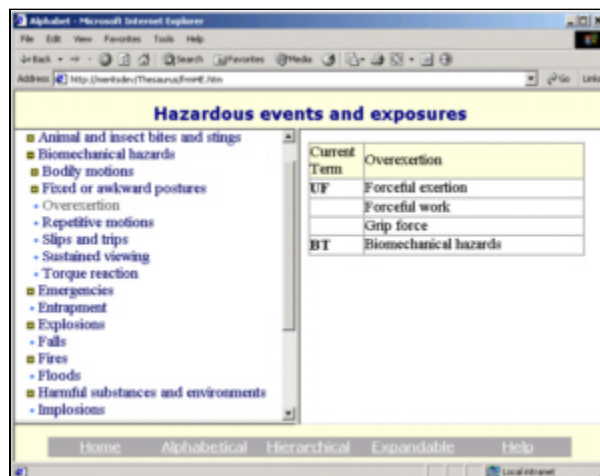 Alphabet - Microsoft Internet Explorer
File Edit View Favorites Tools Help
Back Search Favorites Media
Address Go Links
Hazardous events and exposures
Animal and insect bites and stings
Biomechanical hazards
Bodily motions
Fixed or awkward postures
Overexertion
Repetitive motions
Slips and trips
Sustained viewing
Torque reaction
Emergencies
Entrapment
Explosions
Falls
Fires
Floods
Harmful substances and environments
Implosions
Current Term Overexertion
UF Forceful exertion
Forceful work
Grip force
BT Biomechanical hazards
Home Alphabetical Hierarchical Expandable Help
Local intranet